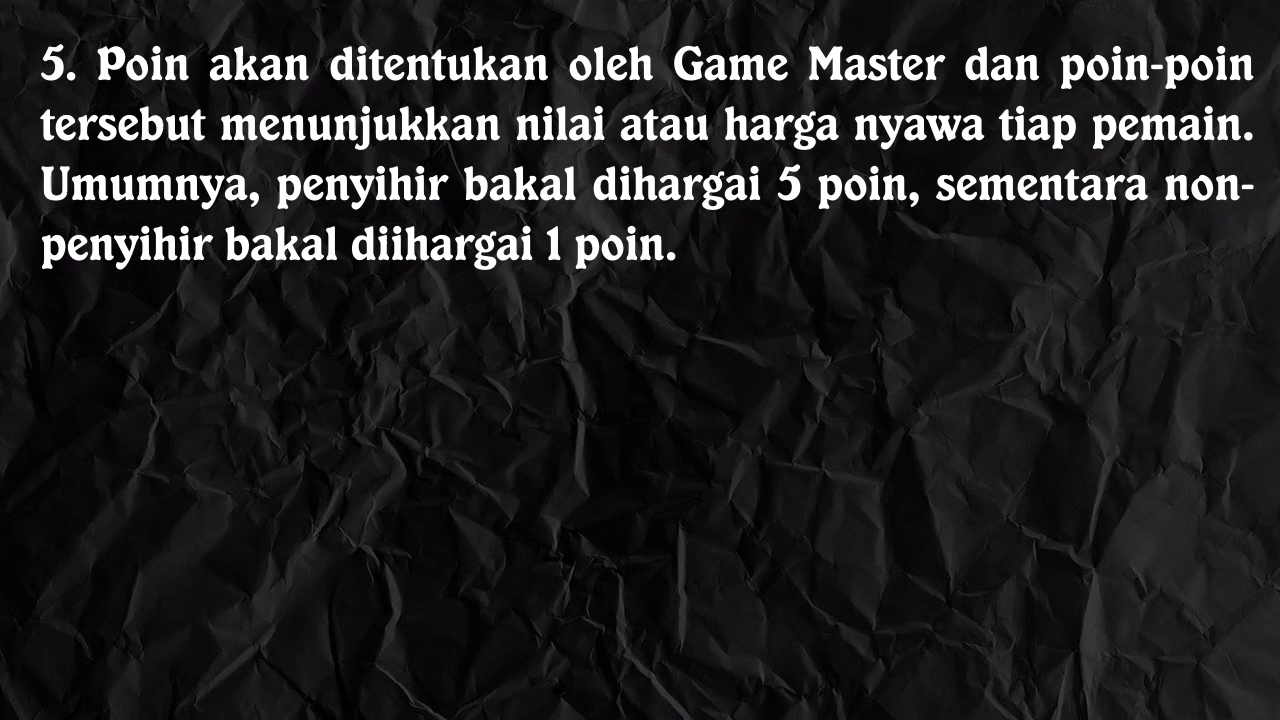 5. Poin akan ditentukan oleh Game Master dan poin-poin
tersebut menunjukkan nilai atau harga nyawa tiap pemain.
Umumnya, penyihir bakal dihargai 5 poin, sementara non-
penyihir bakal diihargai 1 poin.